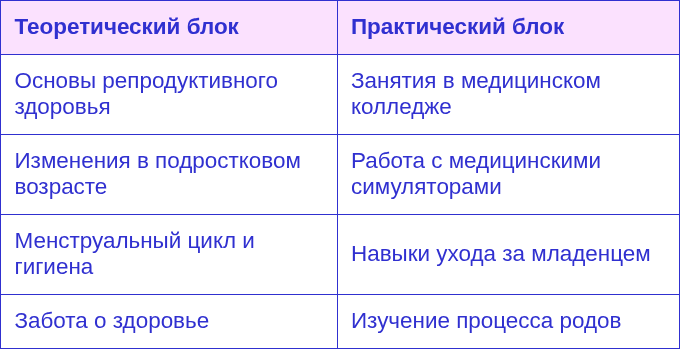 Теоретический блок
Практический блок
Основы репродуктивного
здоровья
Занятия в медицинском
колледже
Изменения в подростковом
возрасте
Работа с медицинскими
симуляторами
Менструальный цикл и
гигиена
Навыки ухода за младенцем
Забота о здоровье
Изучение процесса родов